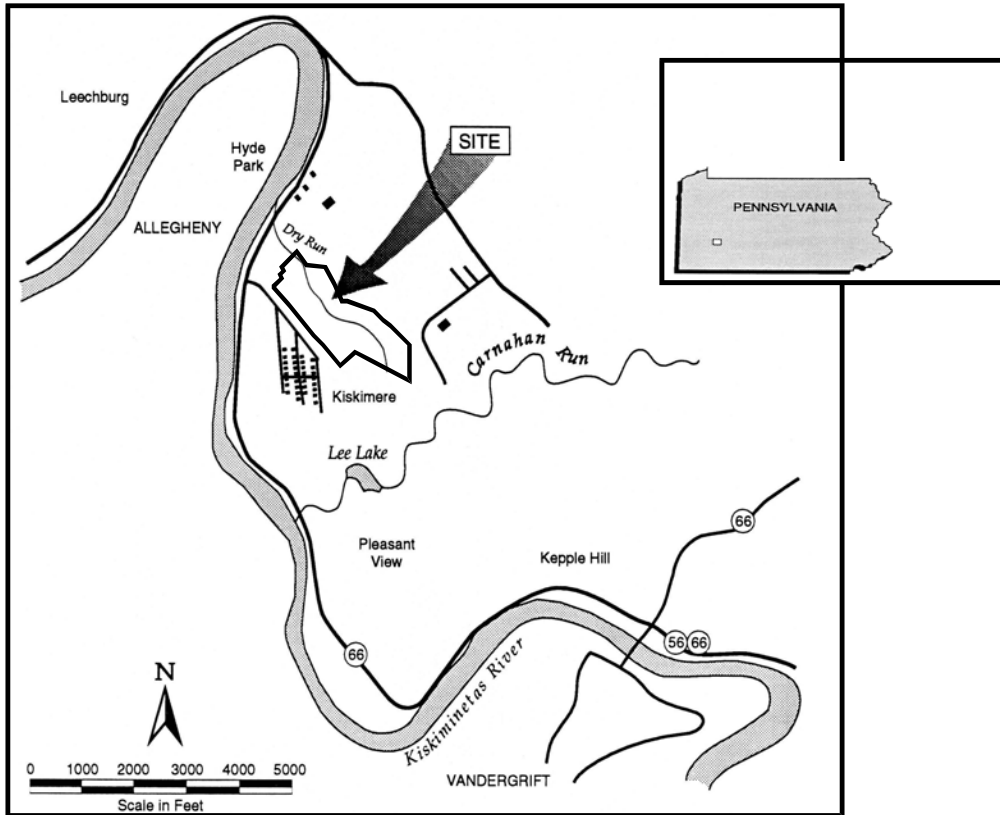 Leechburg
Hyde
Park
SITE
ALLEGHENY
PENNSYLVANIA
Dry Run
Carnahan Run
Kiskimere
Lee Lake
66
Pleasant
View
Kepple Hill
56 66
66
N
Kiskiminetas River
0 1000 2000 3000 4000 5000
Scale in Feet
VANDERGRIFT